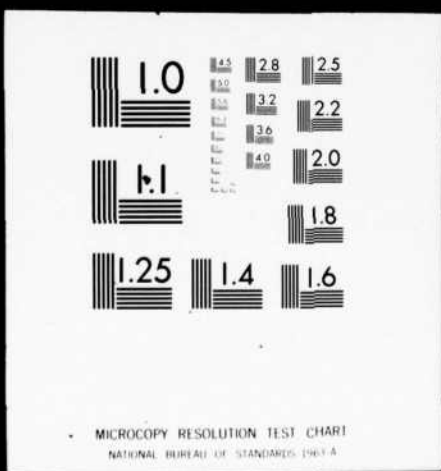 1.0
4.5 2.8 2.5
5.0
3.2 2.2
3.6
1.1 4.0 2.0
1.8
1.25 1.4 1.6
MICROCOPY RESOLUTION TEST CHART
NATIONAL BUREAU OF STANDARDS 1963-A